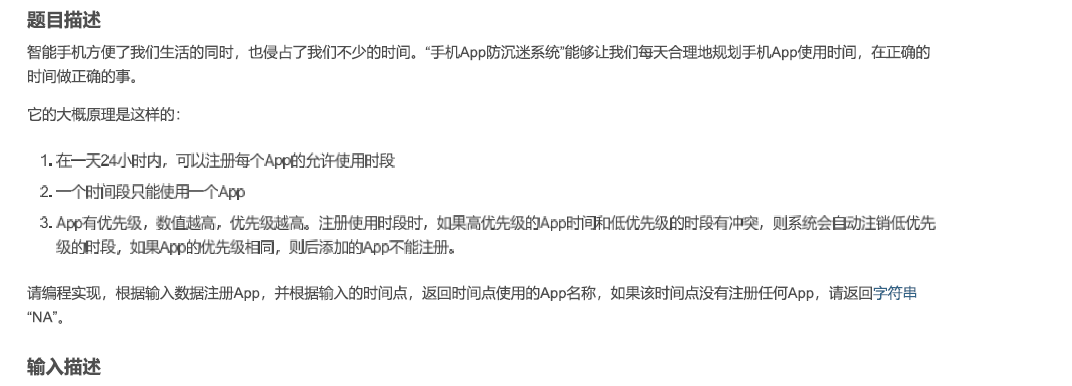 题目描述
智能手机方便了我们生活的同时，也侵占了我们不少的时间。“手机App防沉迷系统”能够让我们每天合理地规划手机App使用时间，在正确的
时间做正确的事。
它的大概原理是这样的：
1. 在一天24小时内，可以注册每个App的允许使用时段
2. 一个时间段只能使用一个App
3. App有优先级，数值越高，优先级越高。注册使用时段时，如果高优先级的App时间和低优先级的时段有冲突，则系统会自动注销低优先
级的时段，如果App的优先级相同，则后添加的App不能注册。
请编程实现，根据输入数据注册App，并根据输入的时间点，返回时间点使用的App名称，如果该时间点没有注册任何App，请返回字符串
“NA”。
输入描述